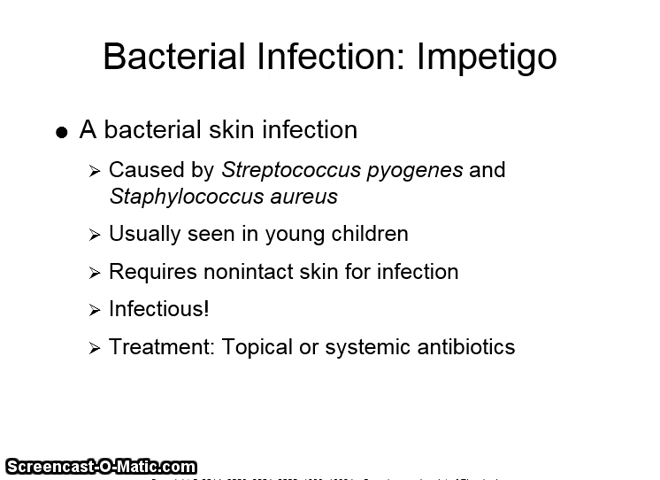 Bacterial Infection: Impetigo
● A bacterial skin infection
➢ Caused by Streptococcus pyogenes and
Staphylococcus aureus
➢ Usually seen in young children
➢ Requires nonintact skin for infection
➢ Infectious!
➢ Treatment: Topical or systemic antibiotics
Screencast-O-Matic.com